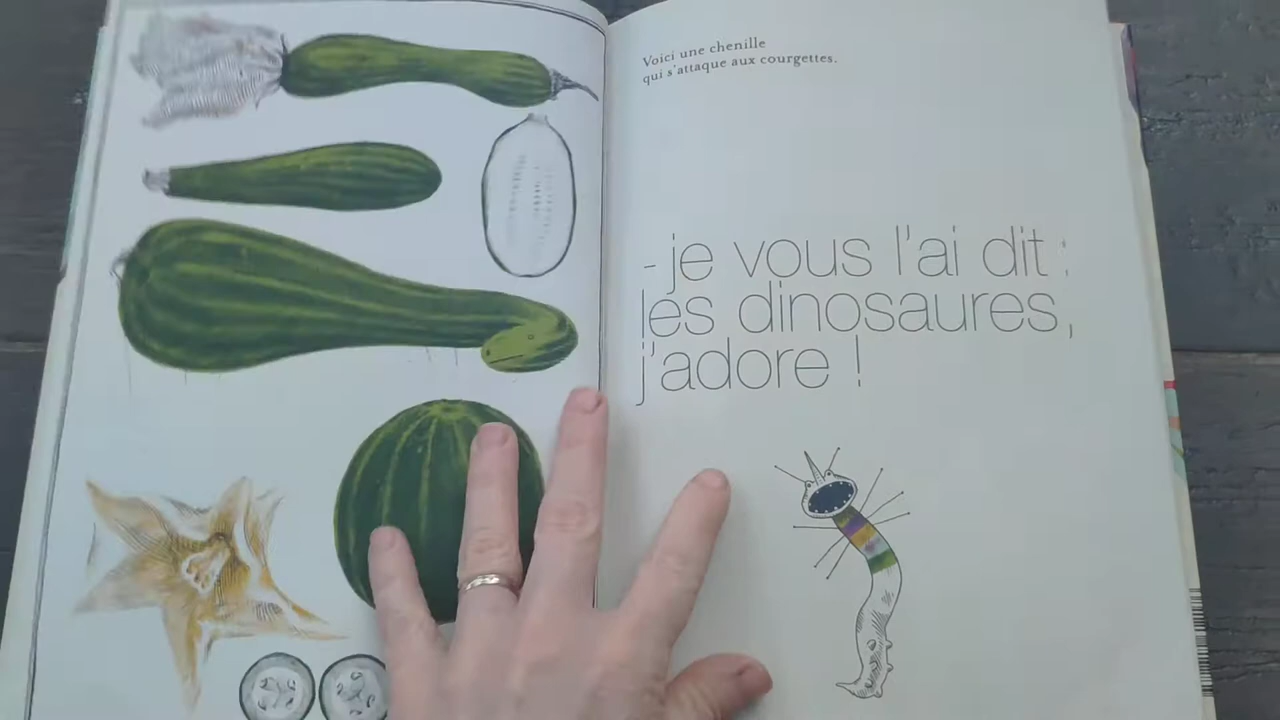 Voici une chenille
qui s'attaque aux courgettes.
- je vous l'ai dit :
les dinosaures,
j'adore !